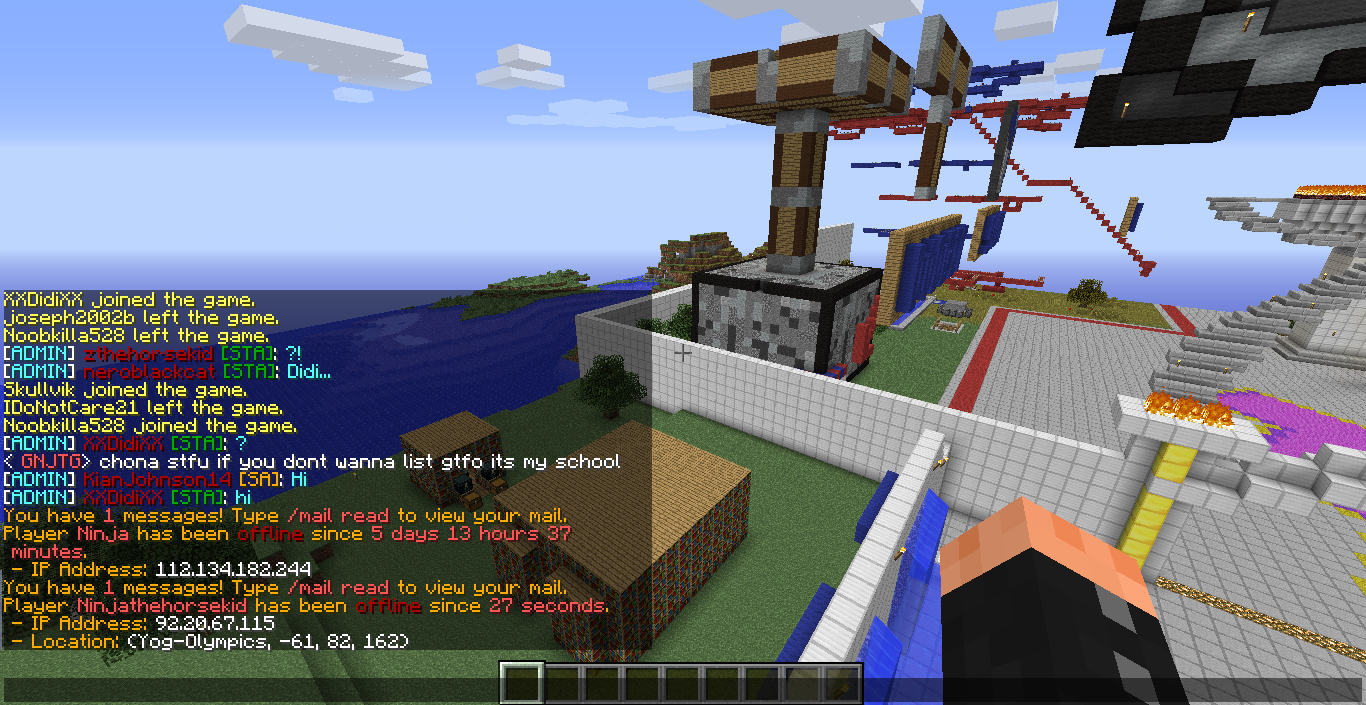 XXDidiXX joined the game.
joseph2002b left the game.
Noobkilla528 left the game.
[ADMIN] zthehorsekid [STA]: ?!
[ADMIN] neroblackcat [STA]: Didi...
Skullvik joined the game.
IDoNotCare21 left the game.
Noobkilla528 joined the game.
[ADMIN] XXDidiXX [STA]: ?
< GNJTG> chona stfu if you dont wanna list gtfo its my school
[ADMIN] KianJohnson14 [SA]: Hi
[ADMIN] XXDidiXX [STA]: hi
You have 1 messages! Type /mail read to view your mail.
Player Ninja has been offline since 5 days 13 hours 37
minutes.
- IP Address: 112.134.182.244
You have 1 messages! Type /mail read to view your mail.
Player Ninjathehorsekid has been offline since 27 seconds.
- IP Address: 92.20.67.115
- Location: (Yog-Olympics, -61, 82, 162)